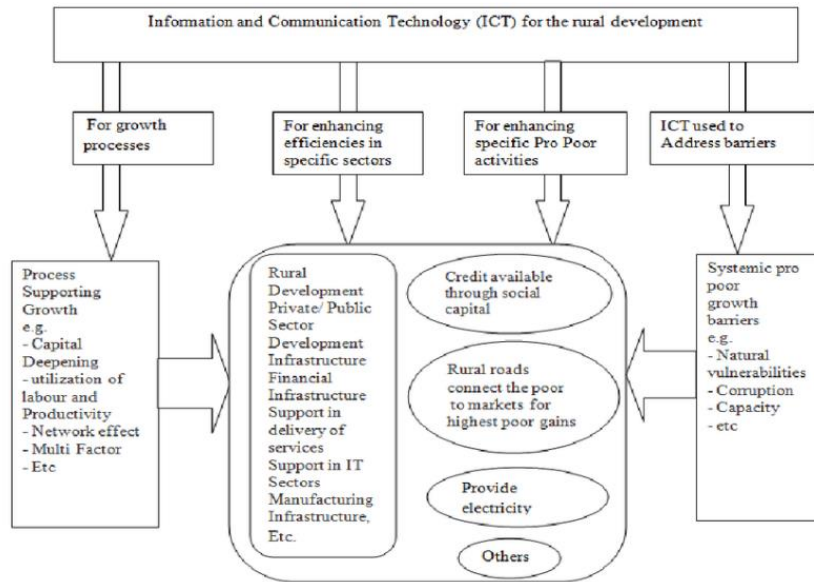 Information and Communication Technology (ICT) for the rural development
For growth
processes
For enhancing
efficiencies in
specific sectors
For enhancing
specific Pro Poor
activities
ICT used to
Address barriers
Process
Supporting
Growth
e.g.
- Capital
Deepening
- utilization of
labour and
Productivity
- Network effect
- Multi Factor
- Etc
Rural
Development
Private/ Public
Sector
Development
Infrastructure
Financial
Infrastructure
Support in
delivery of
services
Support in IT
Sectors
Manufacturing
Infrastructure,
Etc.
Credit available
through social
capital
Rural roads
connect the poor
to markets for
highest poor gains
Provide
electricity
Others
Systemic pro
poor
growth
barriers
e.g.
- Natural
vulnerabilities
- Corruption
- Capacity
- etc